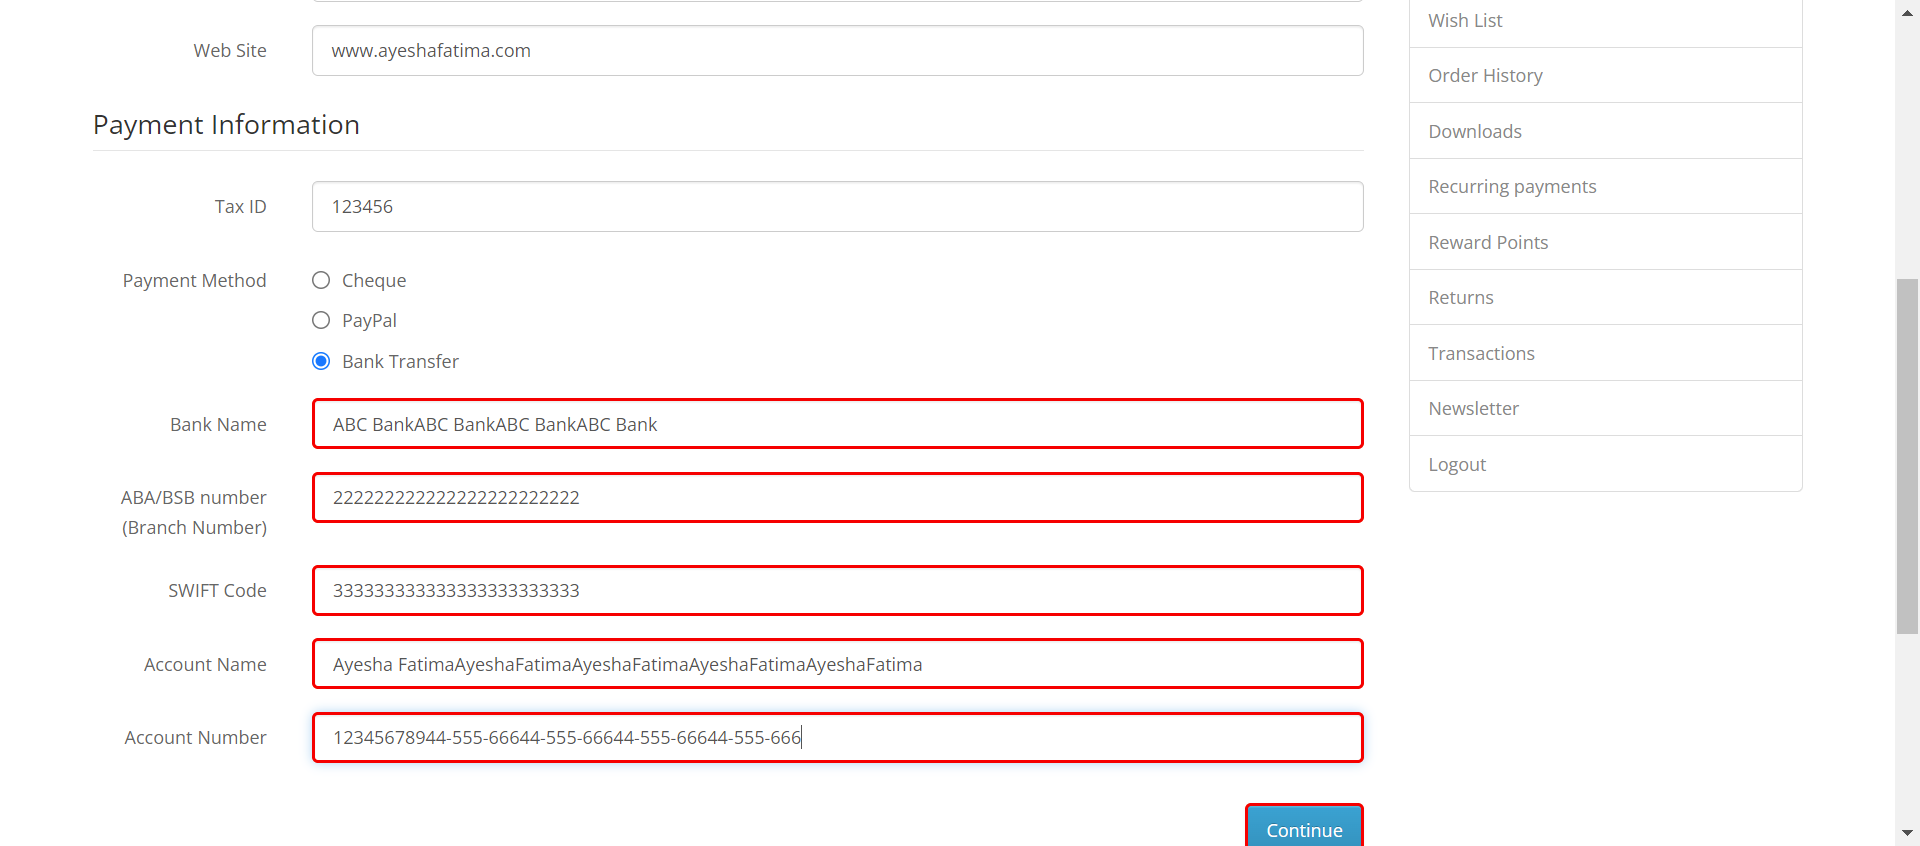 Web Site
www.ayeshafatima.com
Payment Information
Tax ID
123456
Payment Method
Cheque
PayPal
Bank Transfer
Bank Name
ABC BankABC BankABC BankABC Bank
ABA/BSB number
(Branch Number)
222222222222222222222222
SWIFT Code
333333333333333333333333
Account Name
Ayesha FatimaAyeshaFatimaAyeshaFatimaAyeshaFatimaAyeshaFatima
Account Number
12345678944-555-66644-555-66644-555-66644-555-666
Continue
Wish List
Order History
Downloads
Recurring payments
Reward Points
Returns
Transactions
Newsletter
Logout